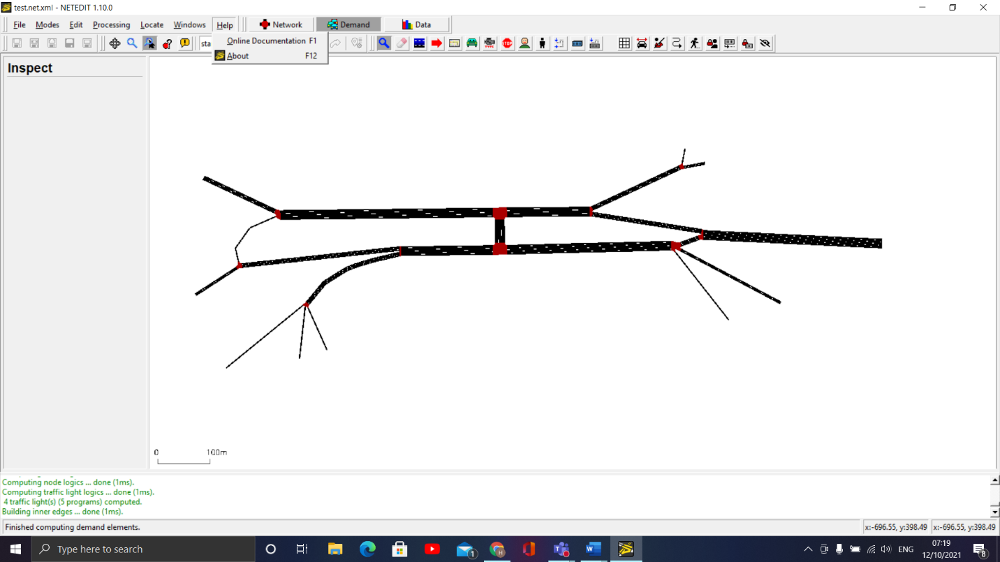 test.net.xml - NETEDIT 1.10.0
File Modes Edit Processing Locate Windows Help Network Demand Data
sta
STOP
Online Documentation F1
About F12
Inspect
0 100m
Computing node logics ... done (1ms).
Computing traffic light logics ... done (1ms).
4 traffic light(s) (5 programs) computed.
Building inner edges ... done (1ms).
Finished computing demand elements.
x:-696.55, y:398.49 x:-696.55, y:398.49
Type here to search
1
H
W
ENG
07:19
12/10/2021
8